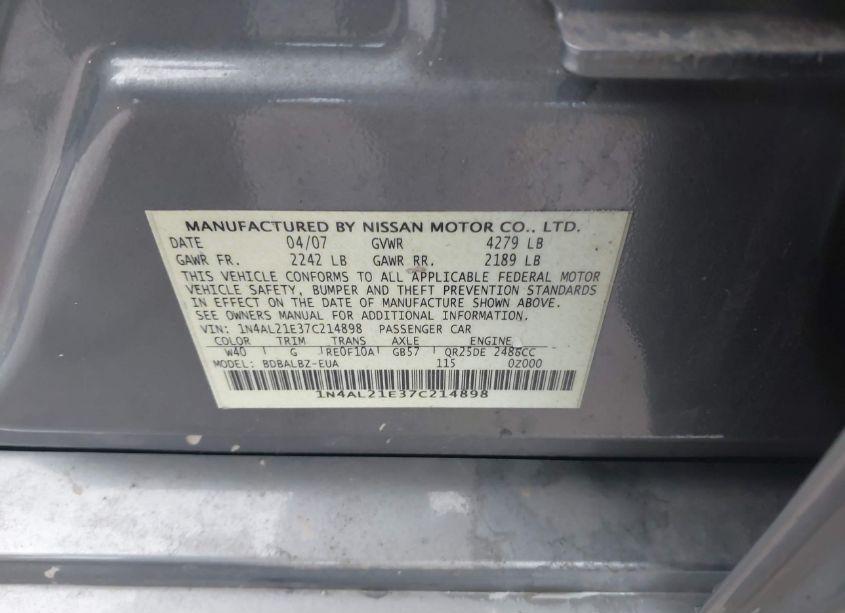 MANUFACTURED BY NISSAN MOTOR CO., LTD.
DATE 04/07 GVWR 4279 LB
GAWR FR. 2242 LB GAWR RR. 2189 LB
THIS VEHICLE CONFORMS TO ALL APPLICABLE FEDERAL MOTOR
VEHICLE SAFETY, BUMPER AND THEFT PREVENTION STANDARDS
IN EFFECT ON THE DATE OF MANUFACTURE SHOWN ABOVE.
SEE OWNERS MANUAL FOR ADDITIONAL INFORMATION.
VIN: 1N4AL21E37C214898 PASSENGER CAR
COLOR TRIM TRANS AXLE ENGINE
W40 G RE0F10A GB57 QR25DE 2488CC
MODEL: BDBALBZ-EUA 115 0Z000
1N4AL21E37C214898